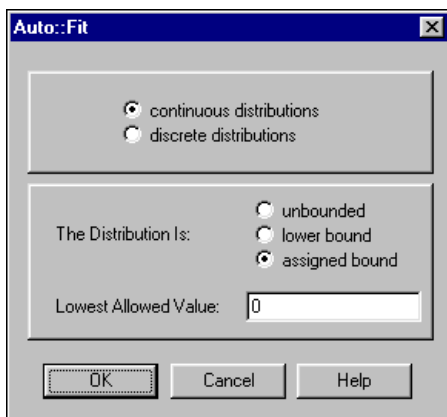 Auto::Fit
continuous distributions
discrete distributions
The Distribution Is:
unbounded
lower bound
assigned bound
Lowest Allowed Value:
0
OK
Cancel
Help